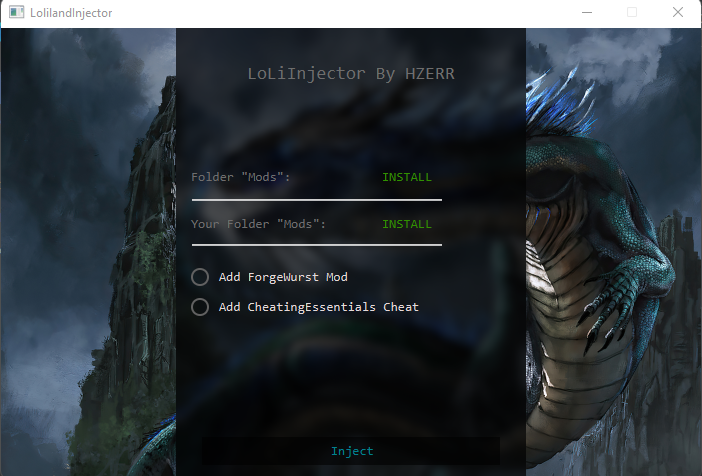 LolilandInjector
LoLiInjector By HZERR
Folder "Mods": INSTALL
Your Folder "Mods": INSTALL
Add ForgeWurst Mod
Add CheatingEssentials Cheat
Inject